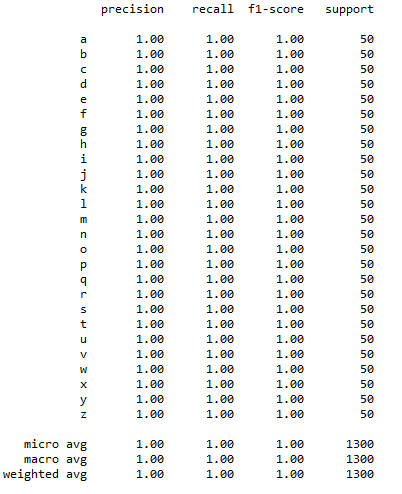 precision recall f1-score support
a 1.00 1.00 1.00 50
b 1.00 1.00 1.00 50
c 1.00 1.00 1.00 50
d 1.00 1.00 1.00 50
e 1.00 1.00 1.00 50
f 1.00 1.00 1.00 50
g 1.00 1.00 1.00 50
h 1.00 1.00 1.00 50
i 1.00 1.00 1.00 50
j 1.00 1.00 1.00 50
k 1.00 1.00 1.00 50
l 1.00 1.00 1.00 50
m 1.00 1.00 1.00 50
n 1.00 1.00 1.00 50
o 1.00 1.00 1.00 50
p 1.00 1.00 1.00 50
q 1.00 1.00 1.00 50
r 1.00 1.00 1.00 50
s 1.00 1.00 1.00 50
t 1.00 1.00 1.00 50
u 1.00 1.00 1.00 50
v 1.00 1.00 1.00 50
w 1.00 1.00 1.00 50
x 1.00 1.00 1.00 50
y 1.00 1.00 1.00 50
z 1.00 1.00 1.00 50
micro avg 1.00 1.00 1.00 1300
macro avg 1.00 1.00 1.00 1300
weighted avg 1.00 1.00 1.00 1300